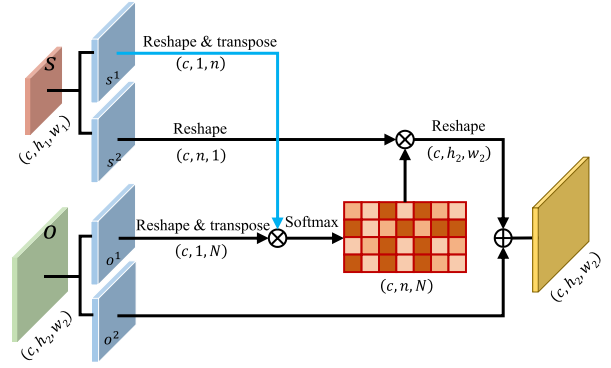 Reshape & transpose
(c, 1, n)
S
s¹
(c, h₁, w₁)
Reshape
(c, n, 1)
s²
Reshape
(c, h₂, w₂)
O
o¹
Reshape & transpose
(c, 1, N)
Softmax
(c, n, N)
(c, h₂, w₂)
o²
(c, h₂, w₂)